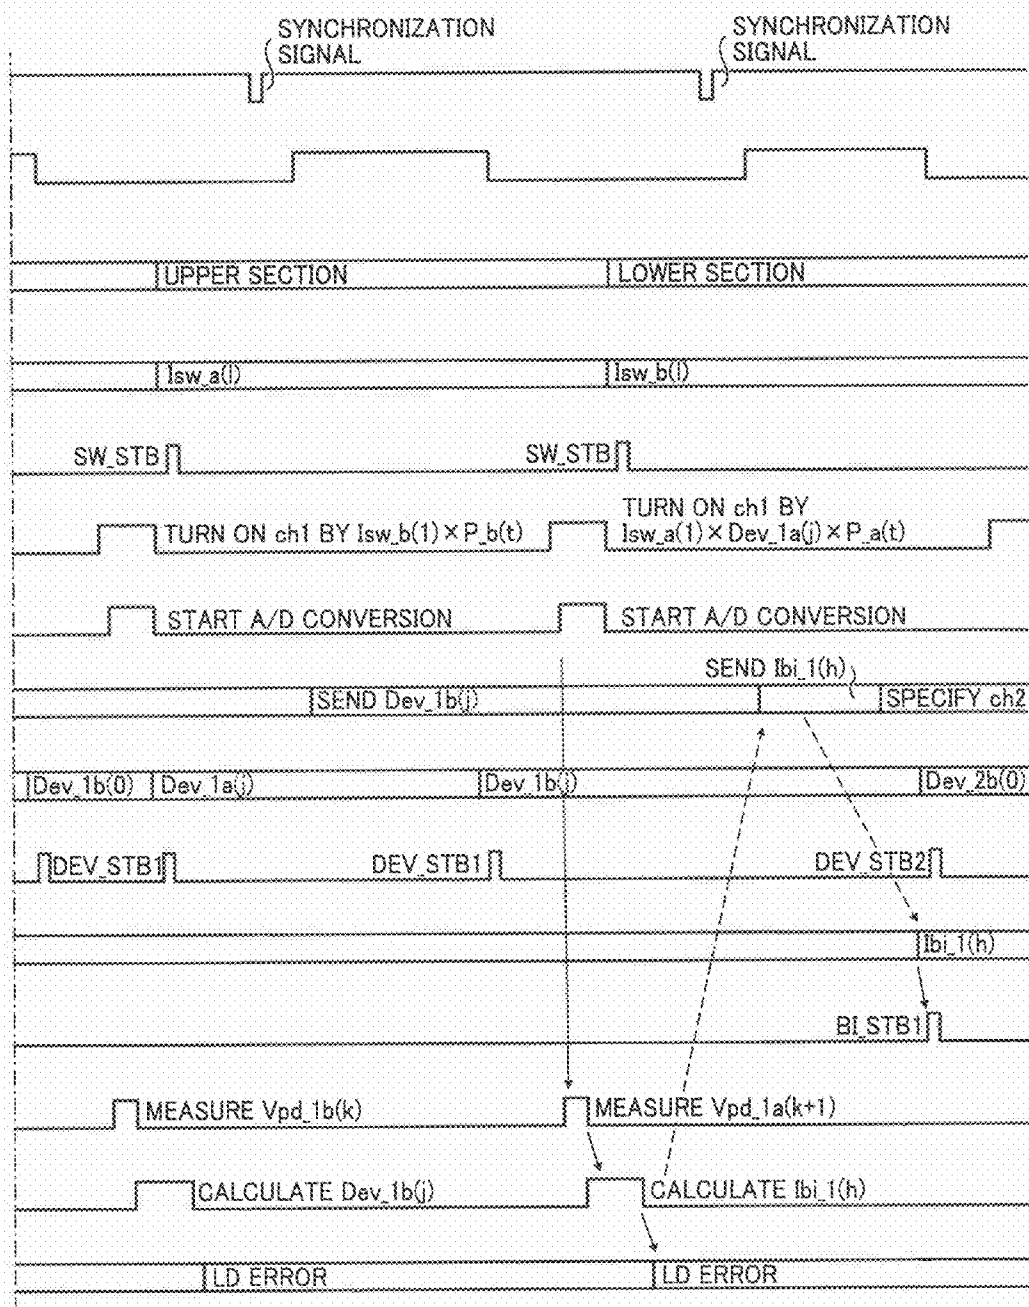 SYNCHRONIZATION
SIGNAL
SYNCHRONIZATION
SIGNAL
UPPER SECTION
LOWER SECTION
Isw_a(l)
Isw_b(l)
SW_STB
SW_STB
TURN ON ch1 BY Isw_b(1)×P_b(t)
TURN ON ch1 BY
Isw_a(1)×Dev_1a(j)×P_a(t)
START A/D CONVERSION
START A/D CONVERSION
SEND Ibi_1(h)
SEND Dev_1b(j)
SPECIFY ch2
Dev_1b(0)
Dev_1a(j)
Dev_1b(j)
Dev_2b(0)
DEV_STB1
DEV_STB1
DEV_STB2
Ibi_1(h)
BI_STB1
MEASURE Vpd_1b(k)
MEASURE Vpd_1a(k+1)
CALCULATE Dev_1b(j)
CALCULATE Ibi_1(h)
LD ERROR
LD ERROR